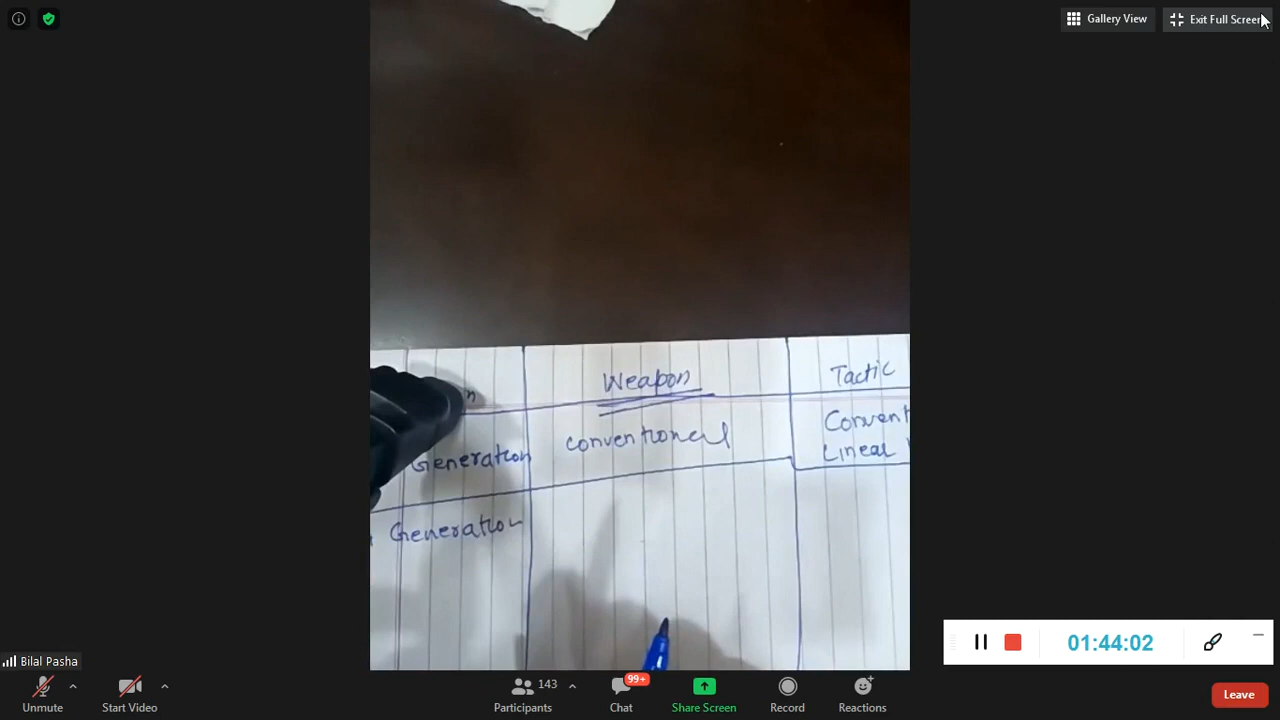 Gallery View
Exit Full Screen
Weapon
Tactic
Generation
conventional
Lineal
Generation
01:44:02
Bilal Pasha
143
99+
Unmute
Start Video
Participants
Chat
Share Screen
Record
Reactions
Leave